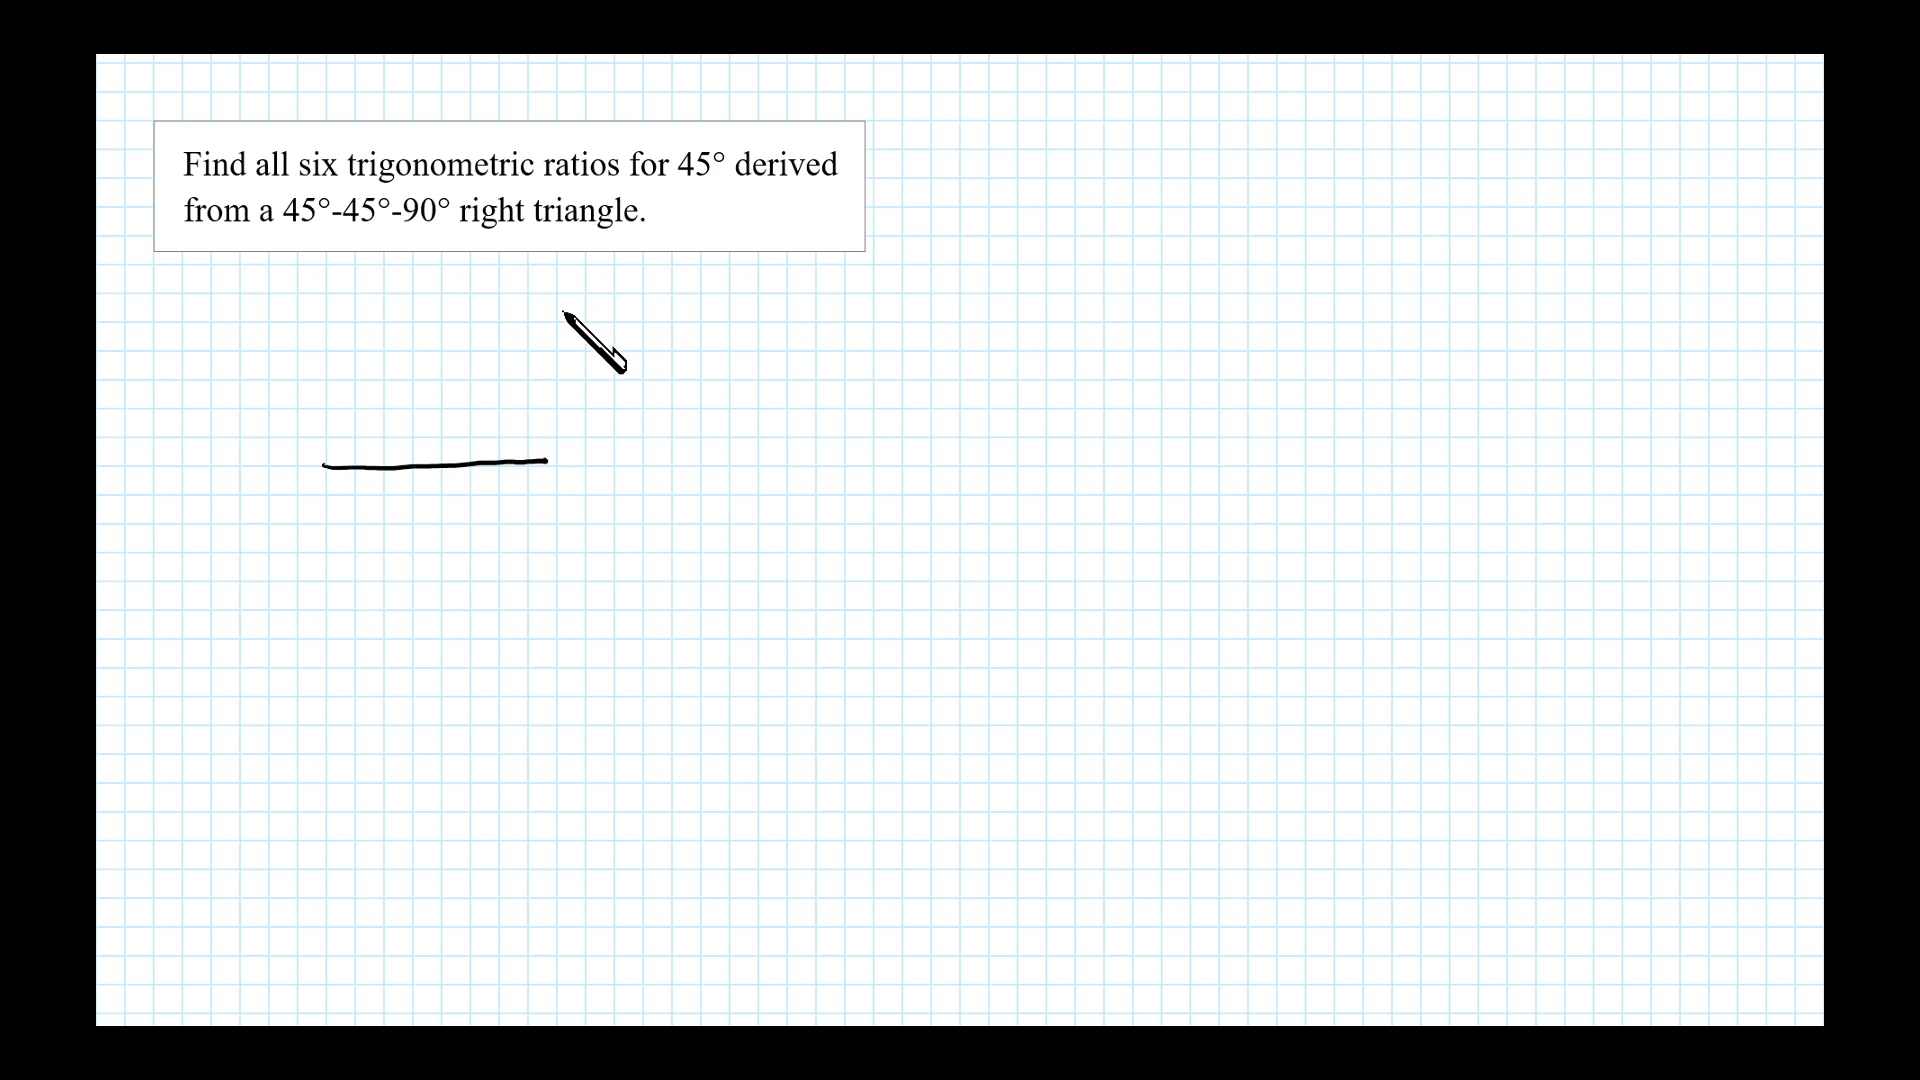 Find all six trigonometric ratios for 45° derived
from a 45°-45°-90° right triangle.